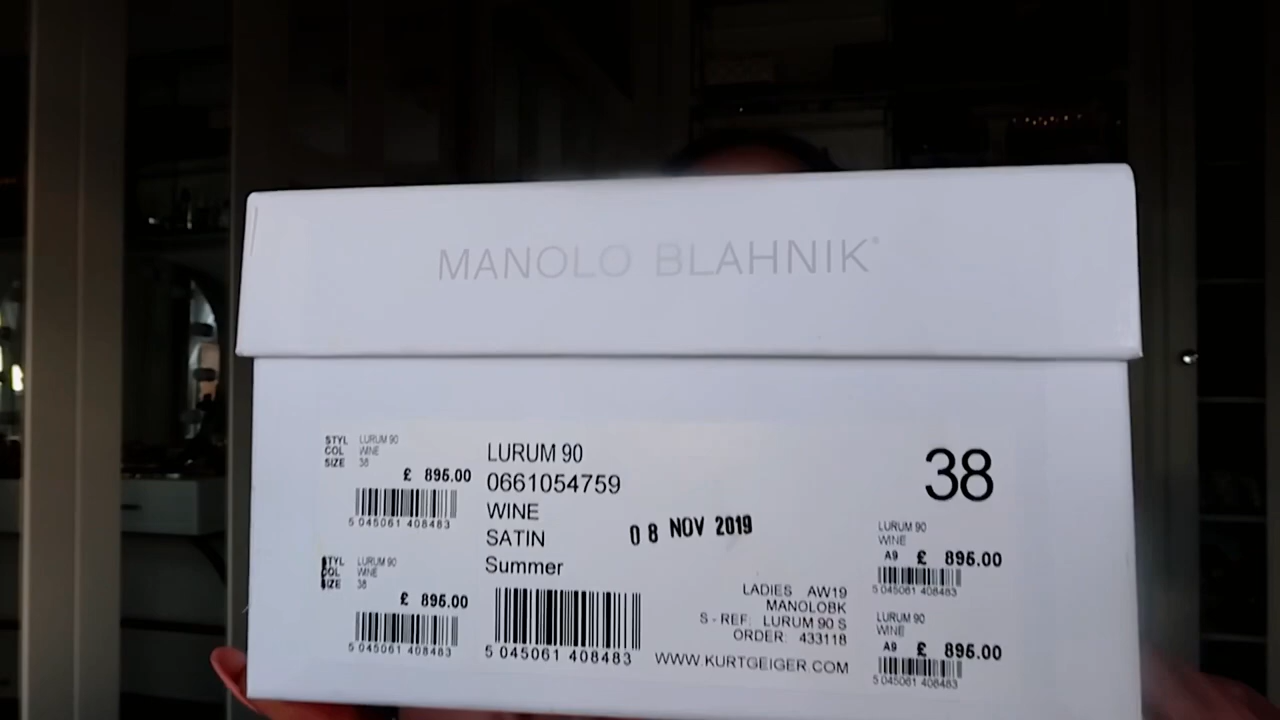 MANOLO BLAHNIK®
STYL LURUM 90
COL WINE
SIZE 38
£ 895.00
5 045061 408483
STYL LURUM 90
COL WINE
SIZE 38
£ 895.00
5 045061 408483
LURUM 90
0661054759
WINE
SATIN
Summer
5 045061 408483
08 NOV 2019
LADIES AW19
MANOLOBK
S - REF: LURUM 90 S
ORDER: 433118
WWW.KURTGEIGER.COM
38
LURUM 90
WINE
A9 £ 895.00
5 045061 408483
LURUM 90
WINE
A9 £ 895.00
5 045061 408483